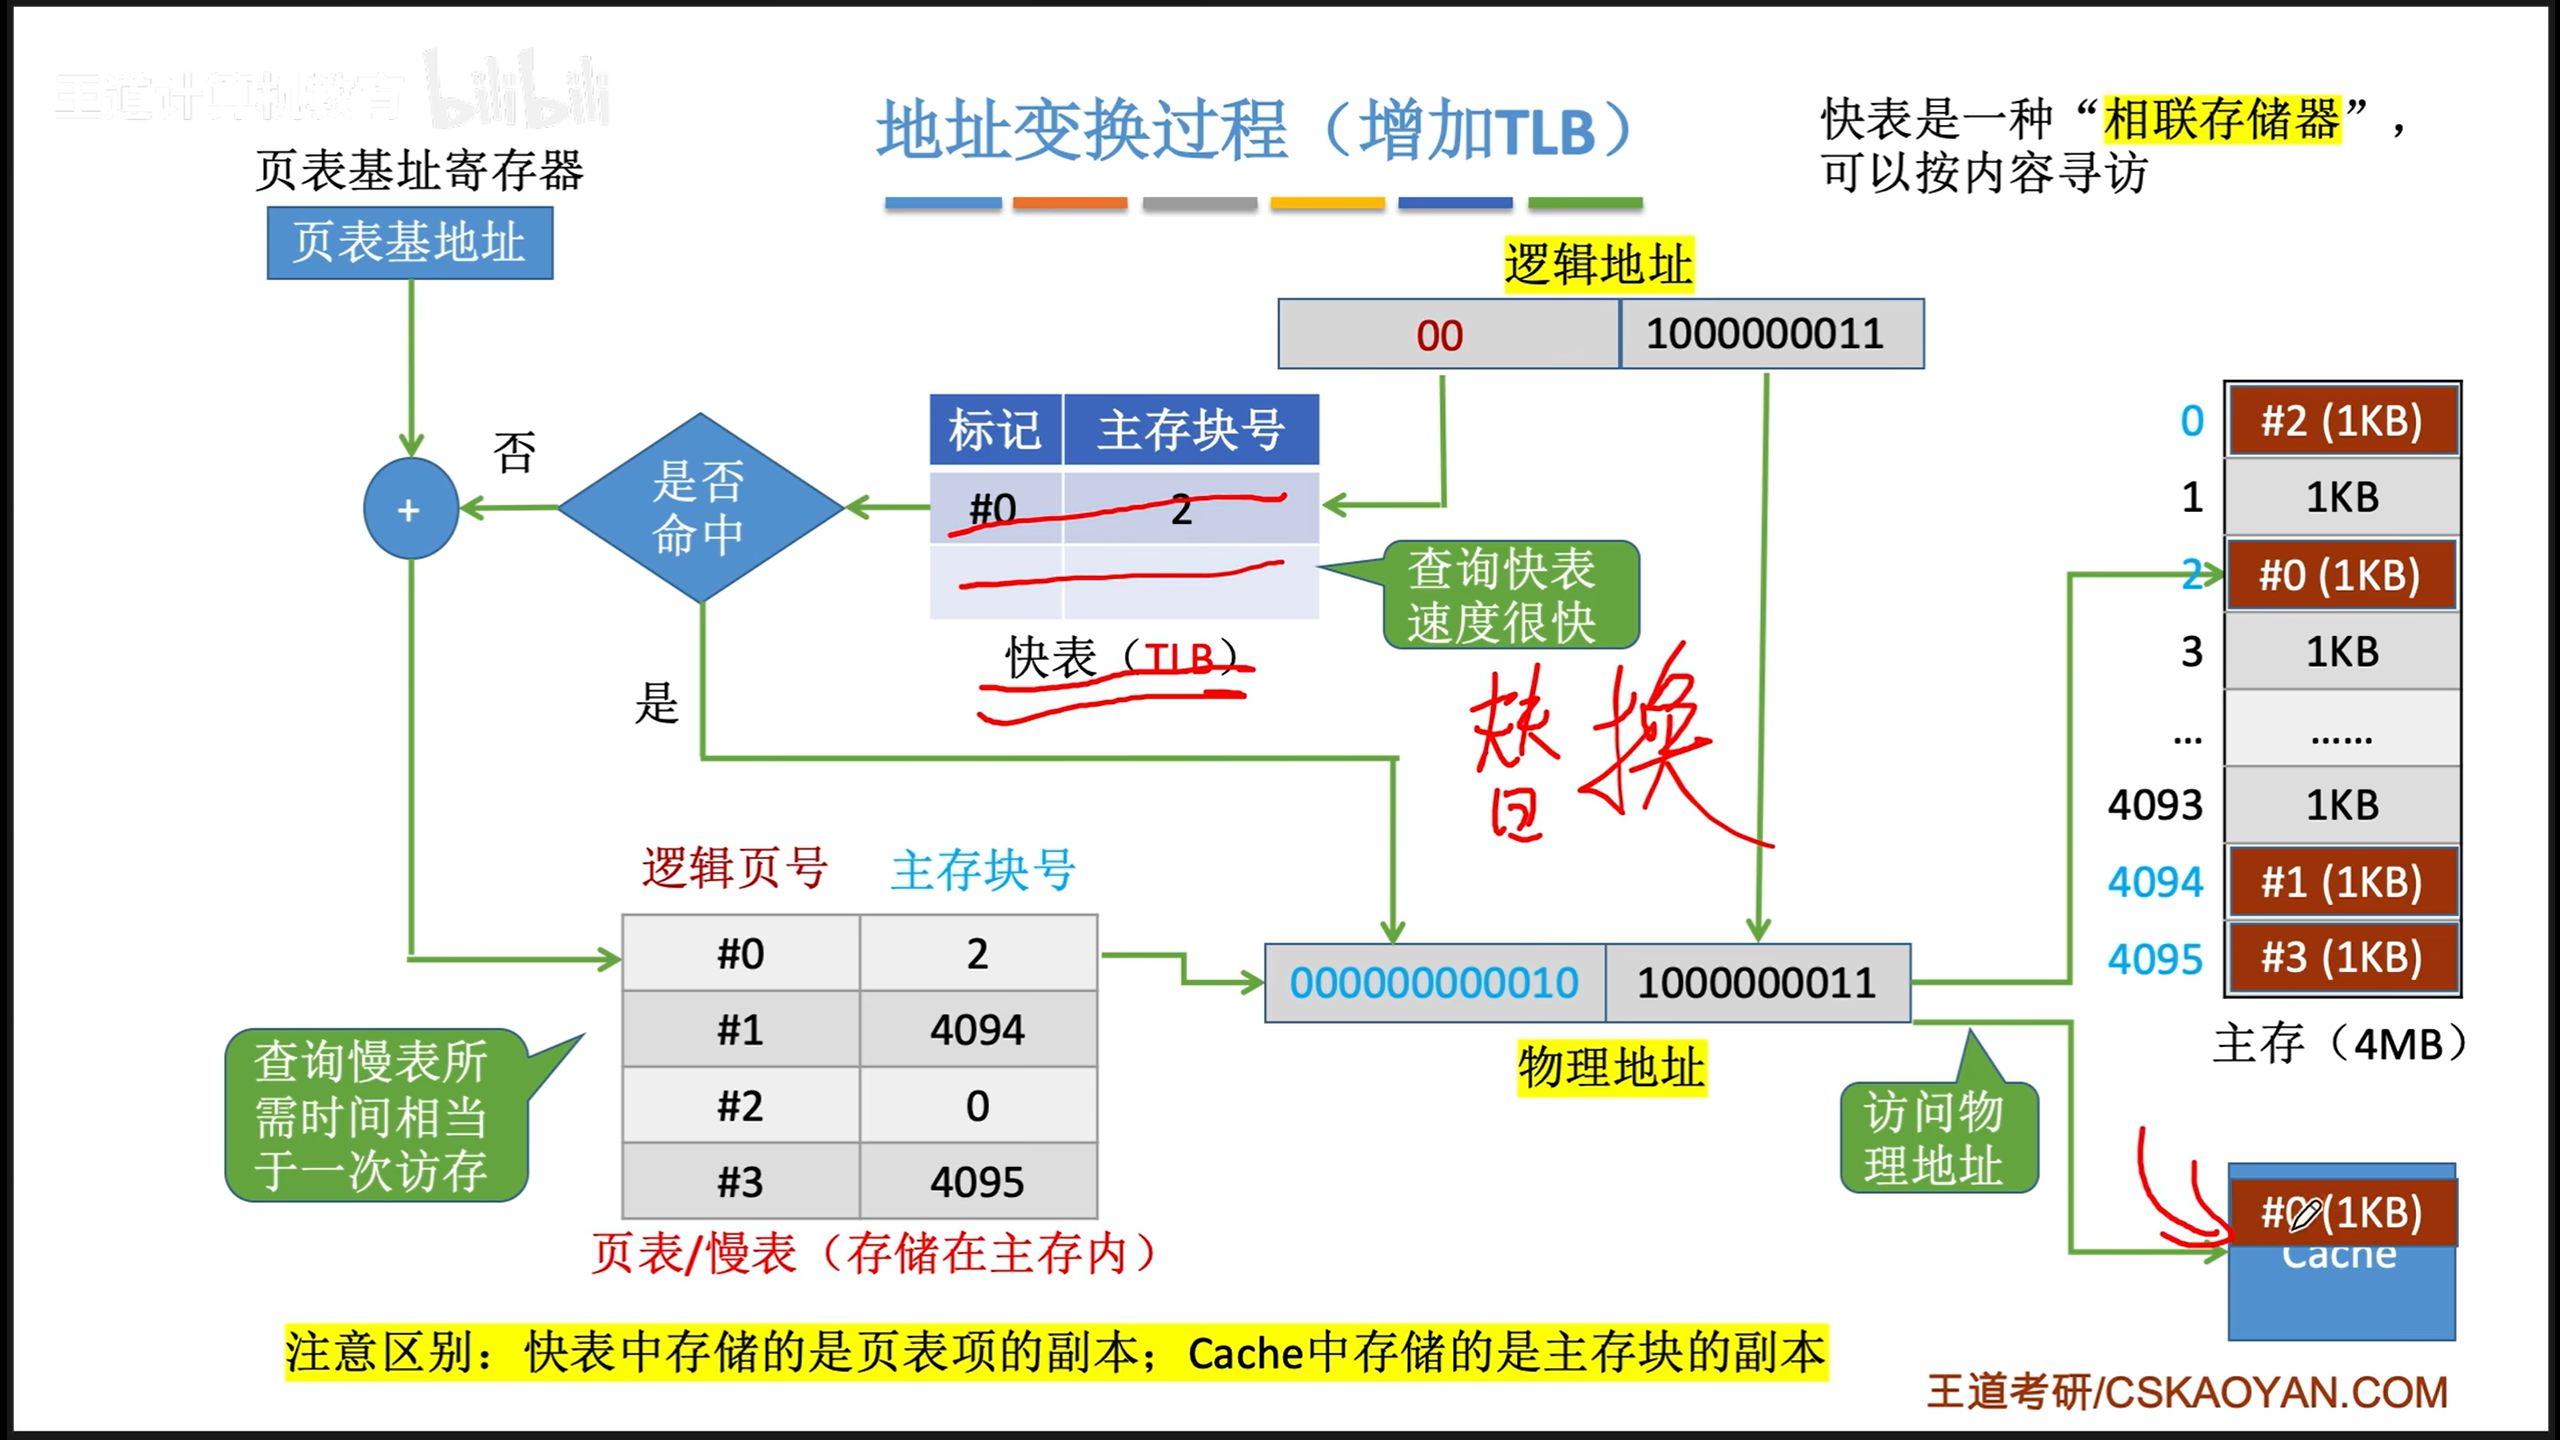 王道计算机教育 bilibili
地址变换过程（增加TLB）
快表是一种“相联存储器”，
可以按内容寻访
页表基址寄存器
页表基地址
逻辑地址
00 1000000011
标记 主存块号
#0 2
快表（TLB）
查询快表
速度很快
是否
命中
否
是
+
替换
逻辑页号 主存块号
#0 2
#1 4094
#2 0
#3 4095
页表/慢表（存储在主存内）
查询慢表所
需时间相当
于一次访存
000000000010 1000000011
物理地址
访问物
理地址
0 #2 (1KB)
1 1KB
2 #0 (1KB)
3 1KB
... ......
4093 1KB
4094 #1 (1KB)
4095 #3 (1KB)
主存（4MB）
#0 (1KB)
Cache
注意区别：快表中存储的是页表项的副本；Cache中存储的是主存块的副本
王道考研/CSKAOYAN.COM